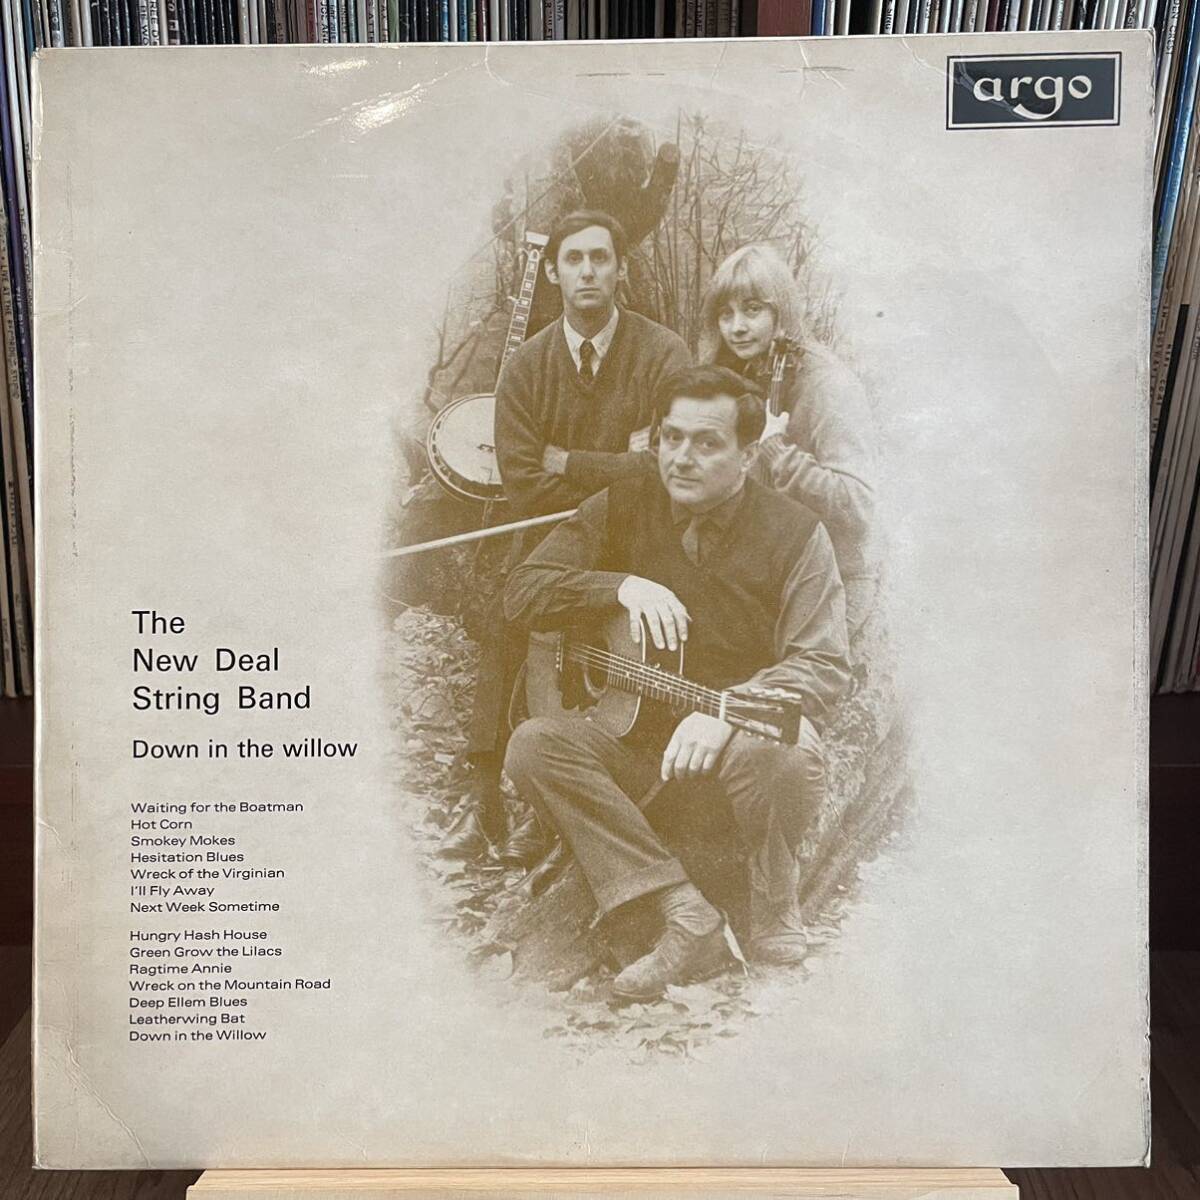 argo
The
New Deal
String Band
Down in the willow
Waiting for the Boatman
Hot Corn
Smokey Mokes
Hesitation Blues
Wreck of the Virginian
I'll Fly Away
Next Week Sometime
Hungry Hash House
Green Grow the Lilacs
Ragtime Annie
Wreck on the Mountain Road
Deep Ellem Blues
Leatherwing Bat
Down in the Willow